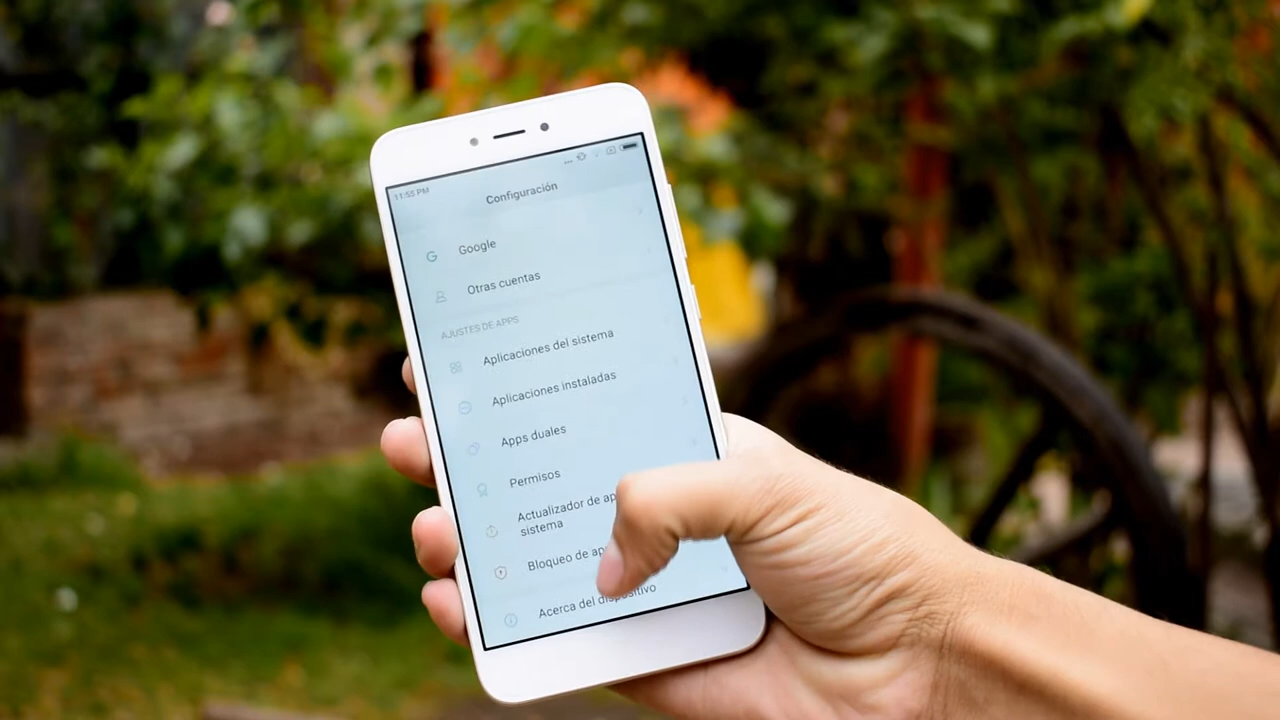 11:55 PM
Configuración
Google
Otras cuentas
AJUSTES DE APPS
Aplicaciones del sistema
Aplicaciones instaladas
Apps duales
Permisos
Actualizador de ap
sistema
Bloqueo de ap
Acerca del dispositivo